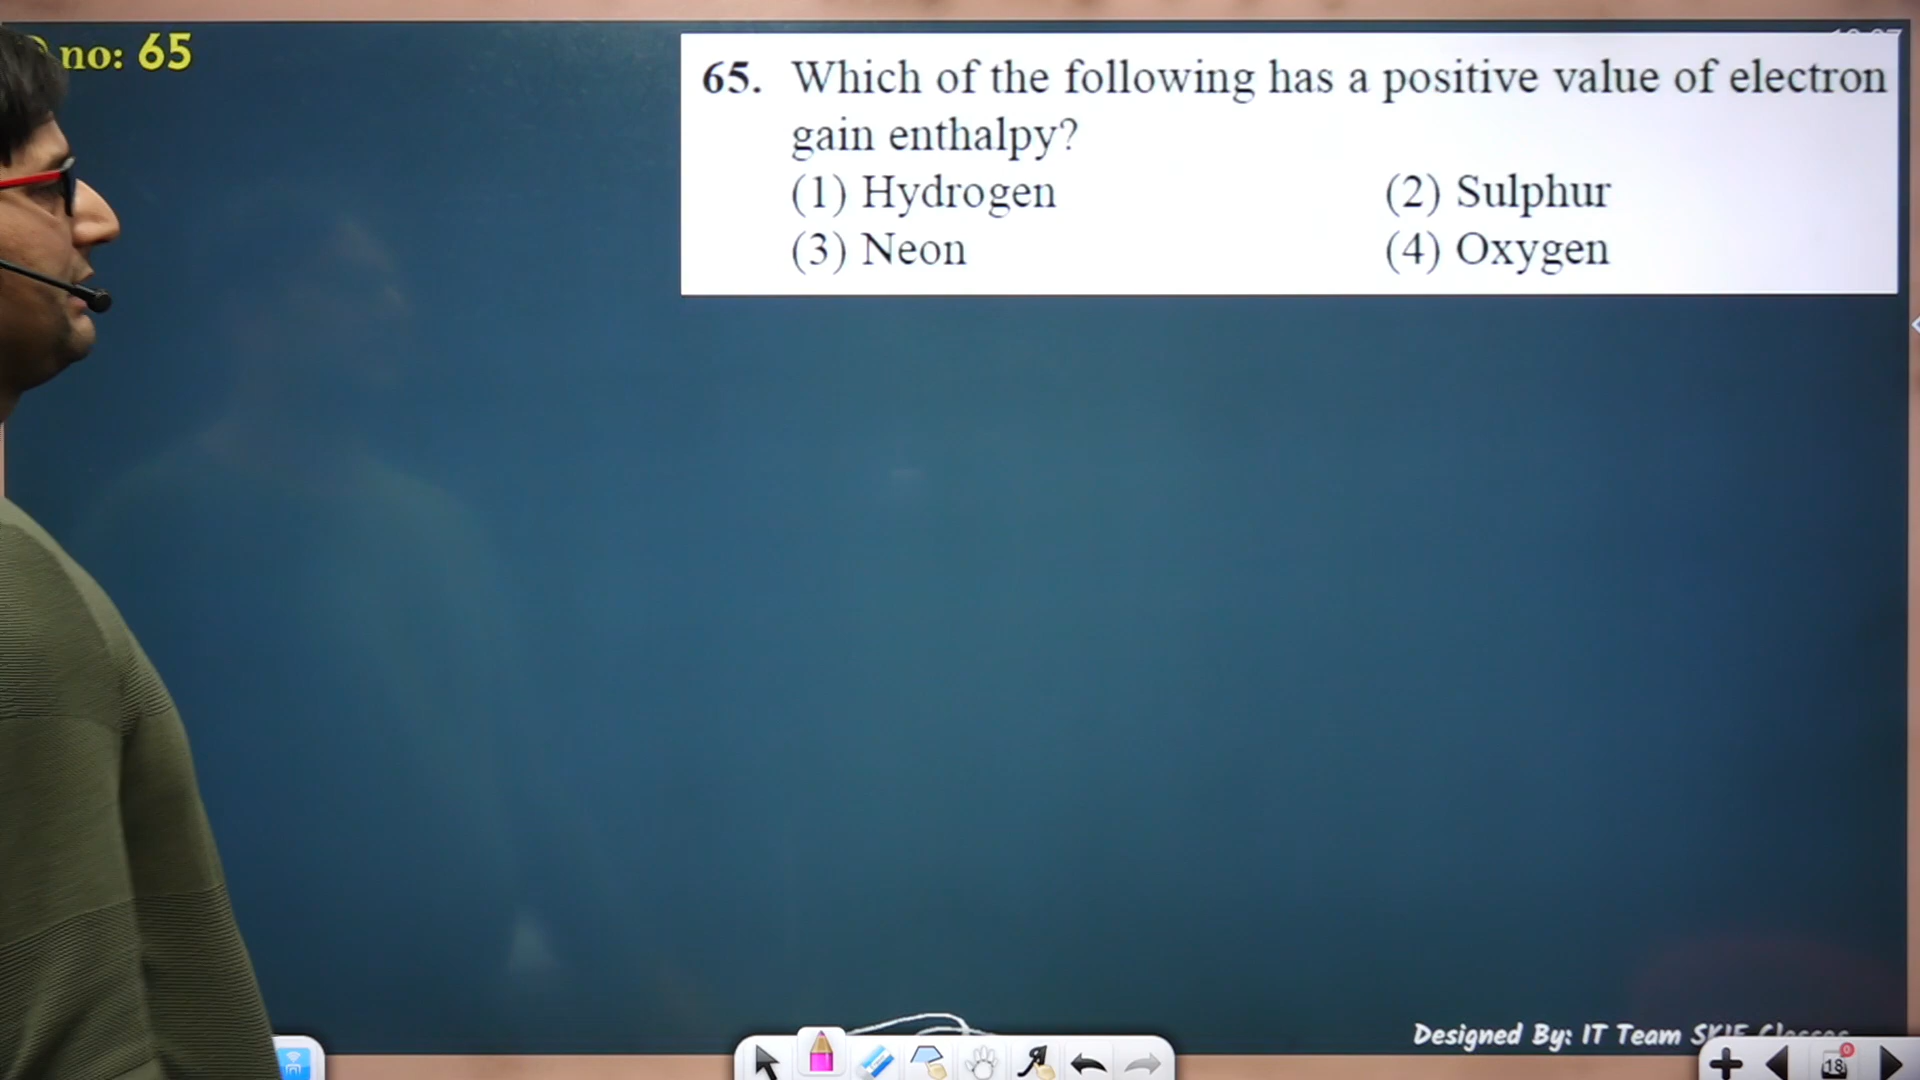 no: 65
65. Which of the following has a positive value of electron
gain enthalpy?
(1) Hydrogen (2) Sulphur
(3) Neon (4) Oxygen
Designed By: IT Team
18
0